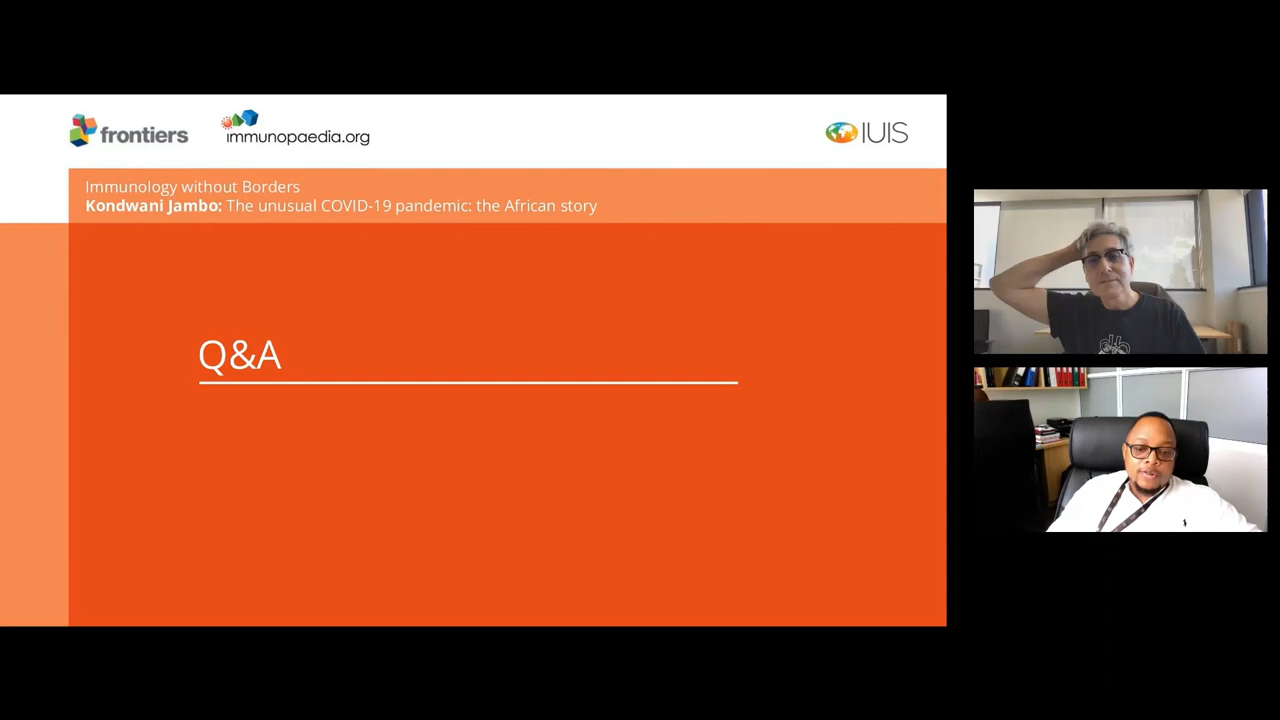 frontiers
immunopaedia.org
IUIS
Immunology without Borders
Kondwani Jambo: The unusual COVID-19 pandemic: the African story
Q&A